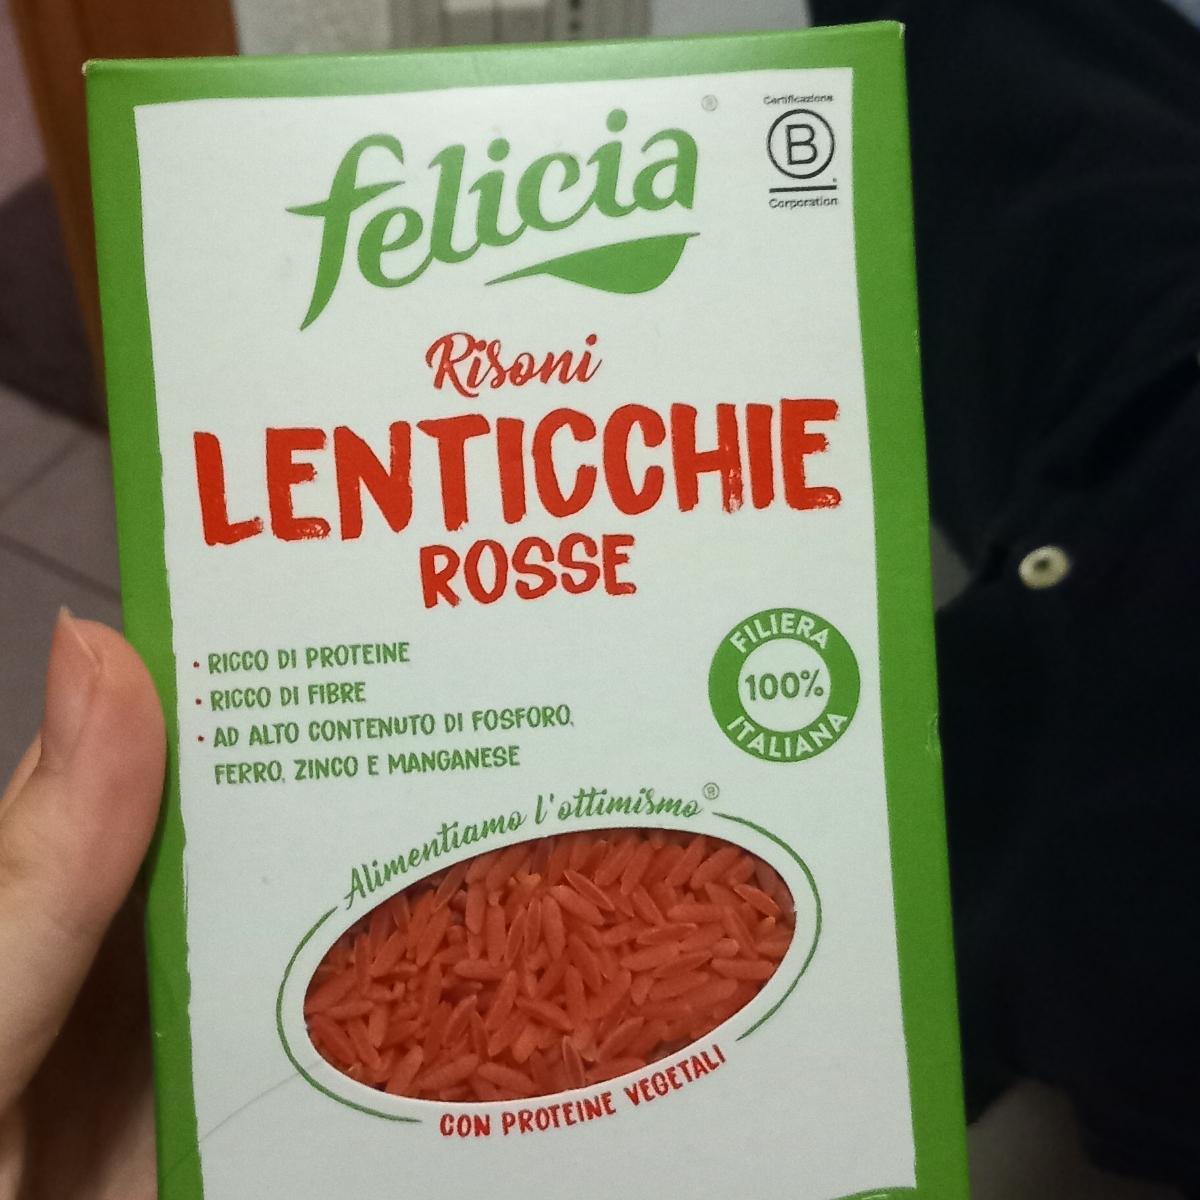 felicia®
Certificazione
B
Corporation
Risoni
LENTICCHIE
ROSSE
• RICCO DI PROTEINE
• RICCO DI FIBRE
• AD ALTO CONTENUTO DI FOSFORO,
FERRO, ZINCO E MANGANESE
FILIERA
100%
ITALIANA
Alimentiamo l'ottimismo®
CON PROTEINE VEGETALI